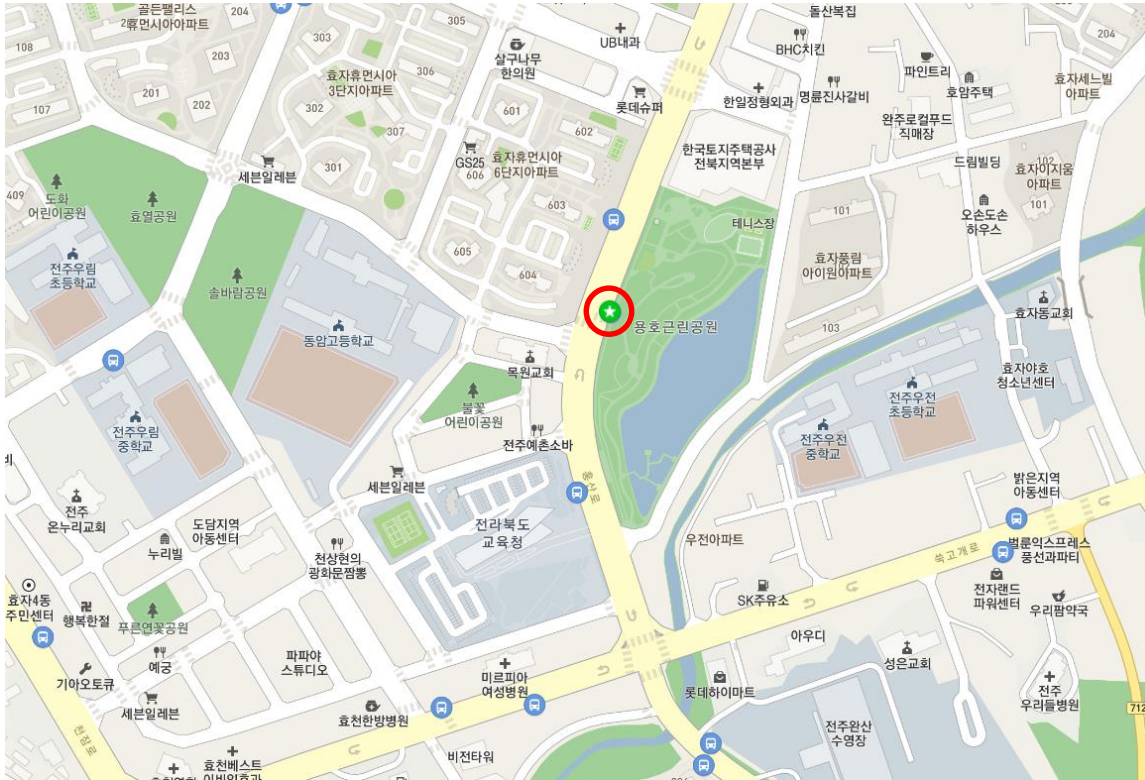 골든팰리스
휴먼시아아파트
204
203
201
202
108
107
303
304
305
306
효자휴먼시아
3단지아파트
302
307
301
살구나무
한의원
UB내과
롯데슈퍼
돌산복집
BHC치킨
명륜진사갈비
한일정형외과
파인트리
호암주택
204
효자세느빌
아파트
완주로컬푸드
직매장
601
602
GS25
606
효자휴먼시아
6단지아파트
603
605
604
한국토지주택공사
전북지역본부
드림빌딩
102
효자이지움
아파트
101
오손도손
하우스
세븐일레븐
409
도화
어린이공원
효열공원
테니스장
101
효자풍림
아이원아파트
103
전주우림
초등학교
솔바람공원
동암고등학교
용호근린공원
효자동교회
목원교회
불꽃
어린이공원
효자야호
청소년센터
전주우전
초등학교
전주우림
중학교
전주예촌소바
전주우전
중학교
비
세븐일레븐
홍산로
밝은지역
아동센터
전주
온누리교회
도담지역
아동센터
누리빌
전라북도
교육청
우전아파트
벌룬익스프레스
풍선과파티
쑥고개로
천상현의
광화문짬뽕
SK주유소
전자랜드
파워센터
우리팜약국
효자4동
주민센터
행복한절
푸른연꽃공원
예궁
기아오토큐
파파야
스튜디오
미르피아
여성병원
아우디
성은교회
롯데하이마트
전주
우리들병원
712
세븐일레븐
효천한방병원
천잠로
비전타워
전주완산
수영장
효천베스트